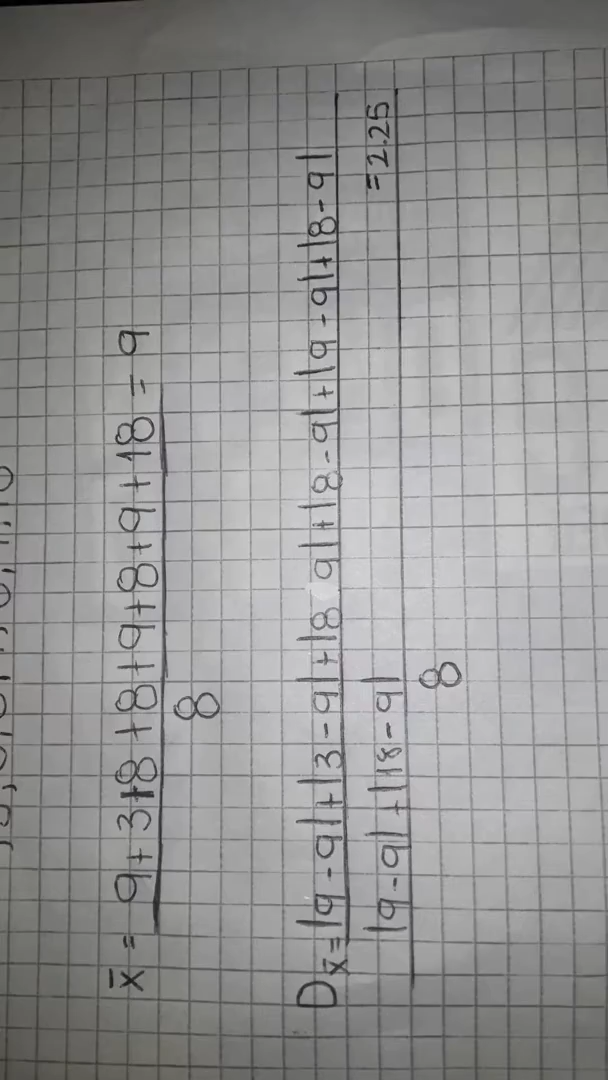 x̄ = 9+3+8+8+9+8+9+18 = 9
8
Dx̄ = |9-9|+|3-9|+|8 9|+|8-9|+|9-9|+|8-9|
|9-9|+|18-9| = 2.25
8